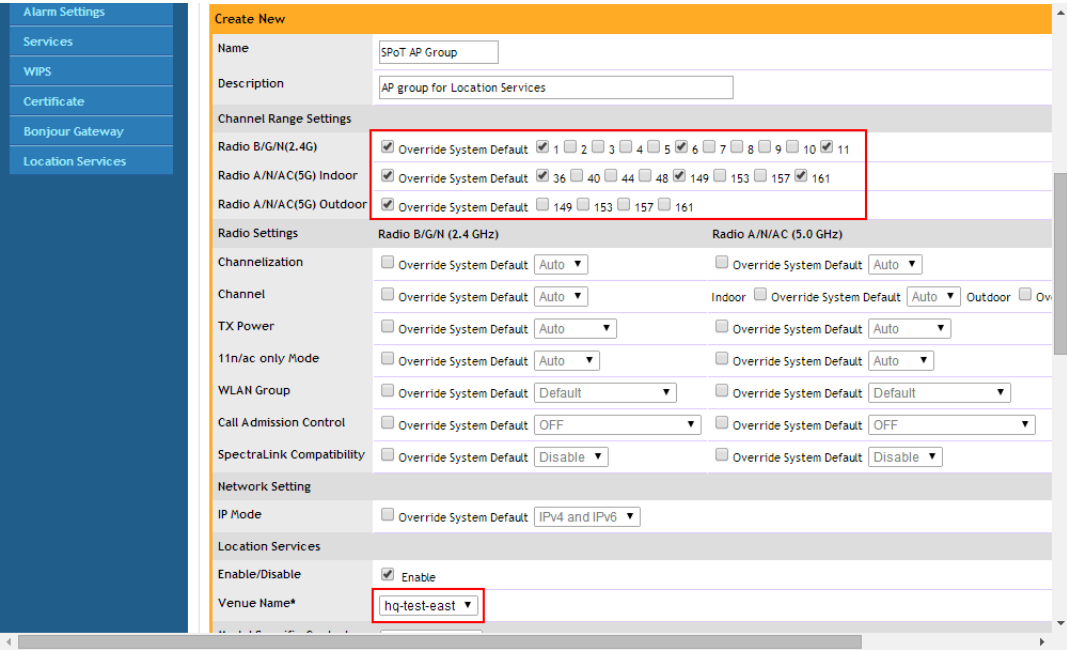 Alarm Settings
Services
WIPS
Certificate
Bonjour Gateway
Location Services
Create New
Name SPoT AP Group
Description AP group for Location Services
Channel Range Settings
Radio B/G/N(2.4G) Override System Default 1 2 3 4 5 6 7 8 9 10 11
Radio A/N/AC(5G) Indoor Override System Default 36 40 44 48 149 153 157 161
Radio A/N/AC(5G) Outdoor Override System Default 149 153 157 161
Radio Settings Radio B/G/N (2.4 GHz) Radio A/N/AC (5.0 GHz)
Channelization Override System Default Auto Override System Default Auto
Channel Override System Default Auto Indoor Override System Default Auto Outdoor Ov
TX Power Override System Default Auto Override System Default Auto
11n/ac only Mode Override System Default Auto Override System Default Auto
WLAN Group Override System Default Default Override System Default Default
Call Admission Control Override System Default OFF Override System Default OFF
SpectraLink Compatibility Override System Default Disable Override System Default Disable
Network Setting
IP Mode Override System Default IPv4 and IPv6
Location Services
Enable/Disable Enable
Venue Name* hq-test-east